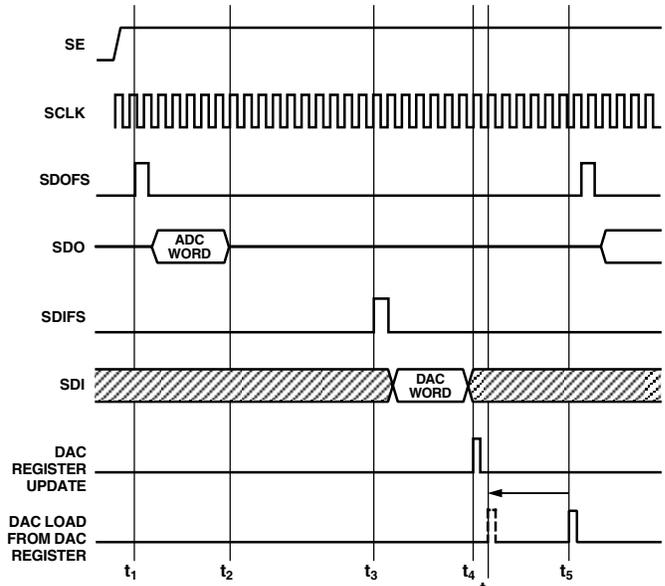 SE
SCLK
SDOFS
SDO
ADC
WORD
SDIFS
SDI
DAC
WORD
DAC
REGISTER
UPDATE
DAC LOAD
FROM DAC
REGISTER
t1 t2 t3 t4 t5